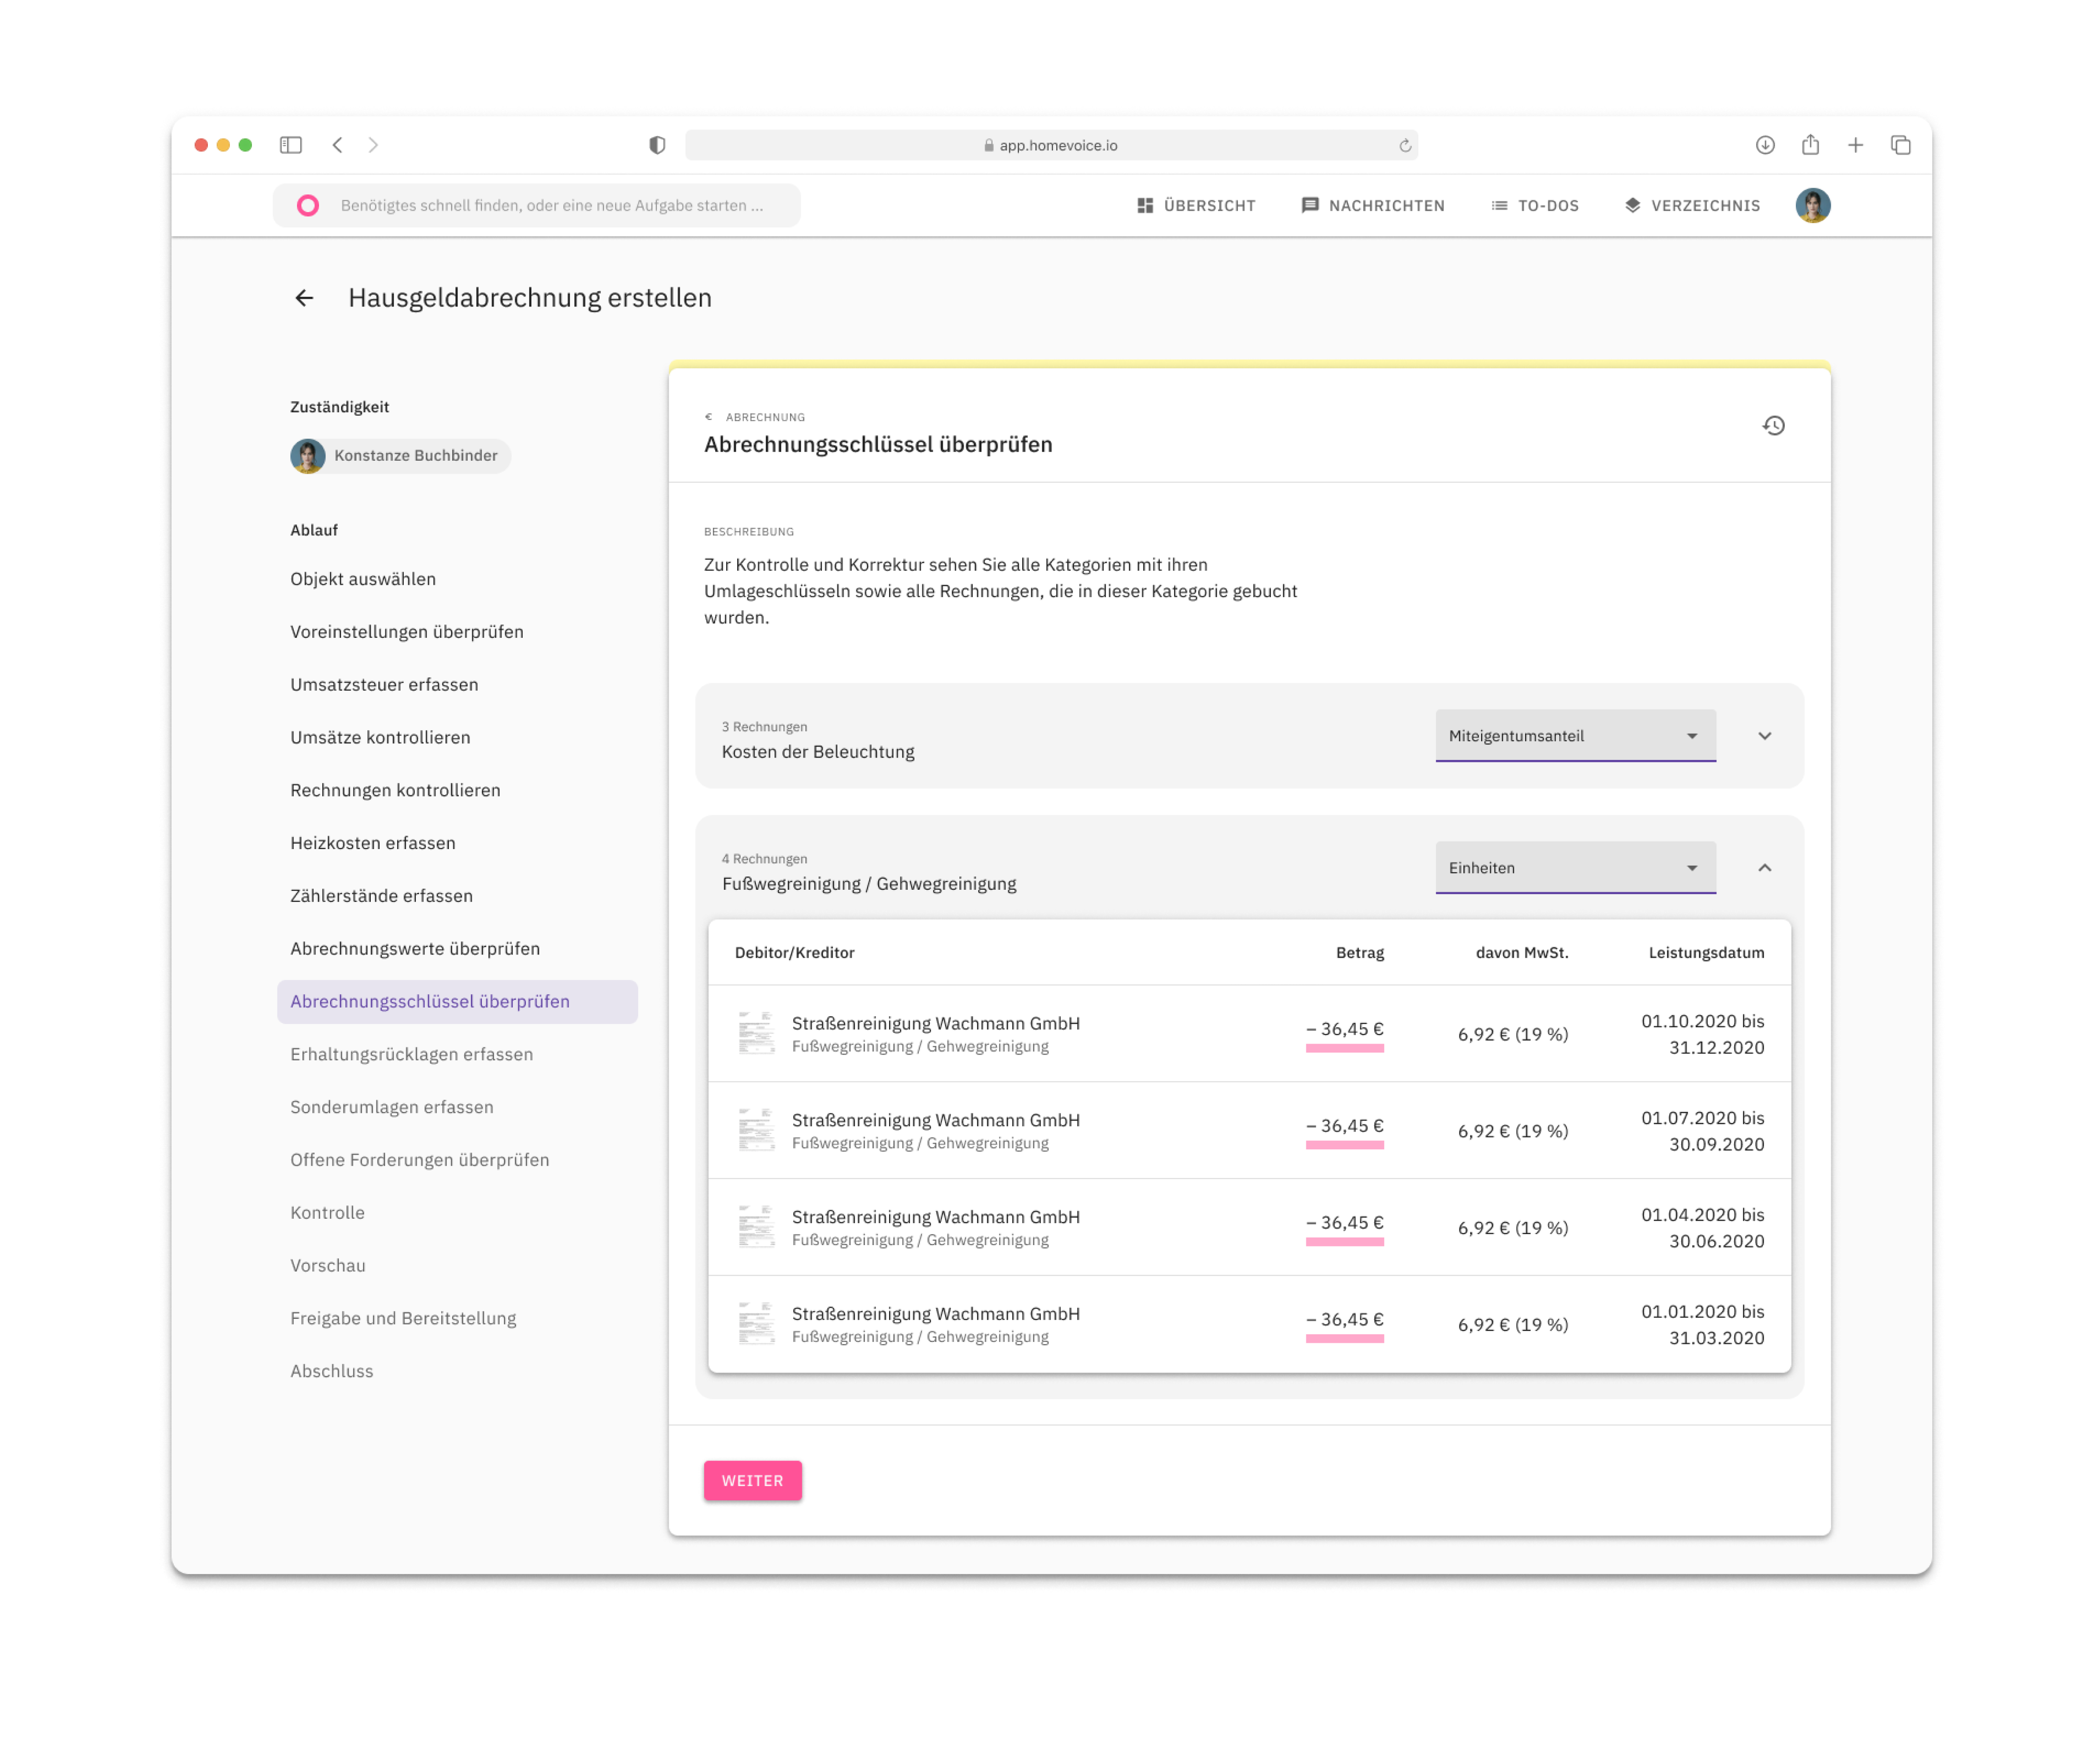 app.homevoice.io
Benötigtes schnell finden, oder eine neue Aufgabe starten ...
ÜBERSICHT
NACHRICHTEN
TO-DOS
VERZEICHNIS
Hausgeldabrechnung erstellen
Zuständigkeit
Konstanze Buchbinder
Ablauf
Objekt auswählen
Voreinstellungen überprüfen
Umsatzsteuer erfassen
Umsätze kontrollieren
Rechnungen kontrollieren
Heizkosten erfassen
Zählerstände erfassen
Abrechnungswerte überprüfen
Abrechnungsschlüssel überprüfen
Erhaltungsrücklagen erfassen
Sonderumlagen erfassen
Offene Forderungen überprüfen
Kontrolle
Vorschau
Freigabe und Bereitstellung
Abschluss
€ ABRECHNUNG
Abrechnungsschlüssel überprüfen
BESCHREIBUNG
Zur Kontrolle und Korrektur sehen Sie alle Kategorien mit ihren
Umlageschlüsseln sowie alle Rechnungen, die in dieser Kategorie gebucht
wurden.
3 Rechnungen
Kosten der Beleuchtung
Miteigentumsanteil
4 Rechnungen
Fußwegreinigung / Gehwegreinigung
Einheiten
Debitor/Kreditor Betrag davon MwSt. Leistungsdatum
Straßenreinigung Wachmann GmbH
Fußwegreinigung / Gehwegreinigung
– 36,45 €
6,92 € (19 %)
01.10.2020 bis
31.12.2020
Straßenreinigung Wachmann GmbH
Fußwegreinigung / Gehwegreinigung
– 36,45 €
6,92 € (19 %)
01.07.2020 bis
30.09.2020
Straßenreinigung Wachmann GmbH
Fußwegreinigung / Gehwegreinigung
– 36,45 €
6,92 € (19 %)
01.04.2020 bis
30.06.2020
Straßenreinigung Wachmann GmbH
Fußwegreinigung / Gehwegreinigung
– 36,45 €
6,92 € (19 %)
01.01.2020 bis
31.03.2020
WEITER